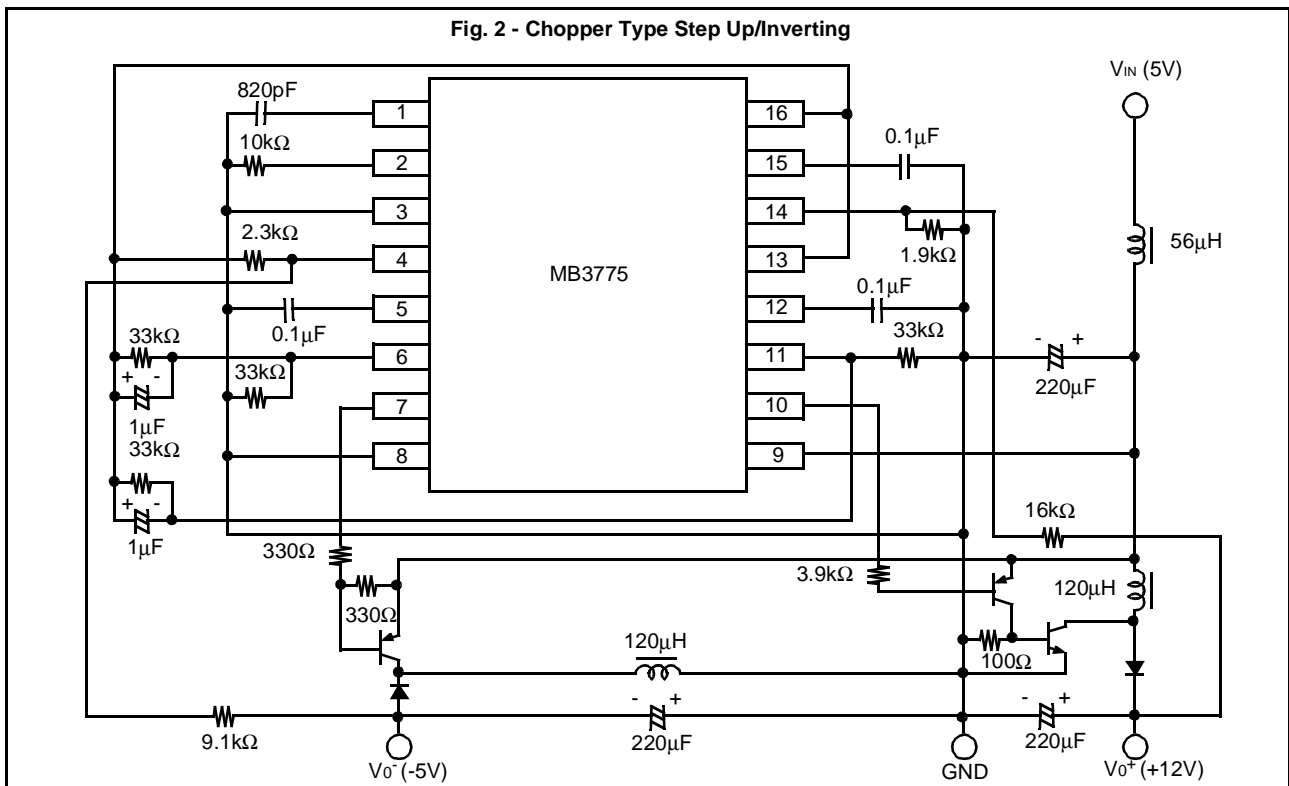 Fig. 2 - Chopper Type Step Up/Inverting
VIN (5V)
820pF
1
16
0.1μF
10kΩ
2
15
3
14
2.3kΩ
1.9kΩ
56μH
4
13
MB3775
0.1μF
5
12
0.1μF
33kΩ
33kΩ
6
11
- +
33kΩ
220μF
+ -
1μF
7
10
33kΩ
8
9
+ -
1μF
16kΩ
330Ω
3.9kΩ
330Ω
120μH
120μH
100Ω
- +
- +
9.1kΩ
220μF
220μF
V0- (-5V)
GND
V0+ (+12V)